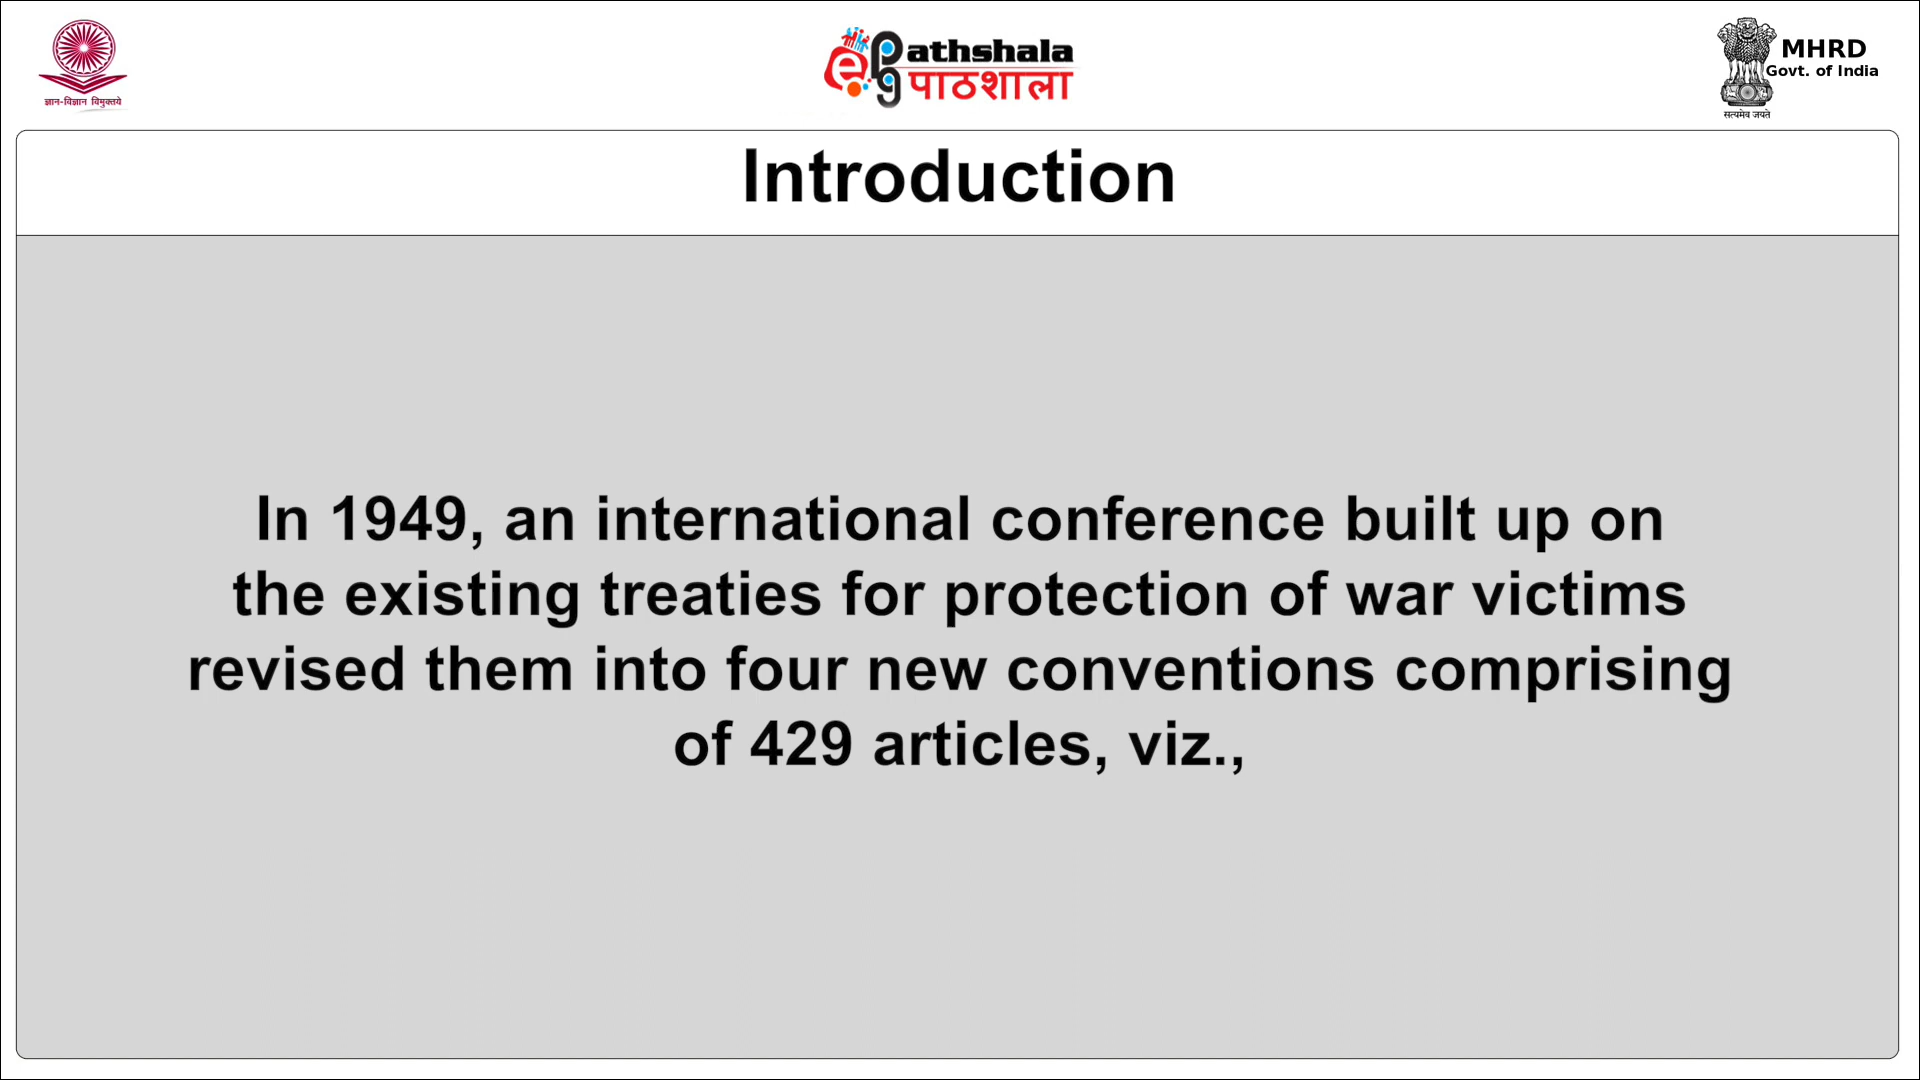 ज्ञान-विज्ञान विमुक्तये
e
Pg
athshala
पाठशाला
MHRD
Govt. of India
सत्यमेव जयते
Introduction
In 1949, an international conference built up on
the existing treaties for protection of war victims
revised them into four new conventions comprising
of 429 articles, viz.,